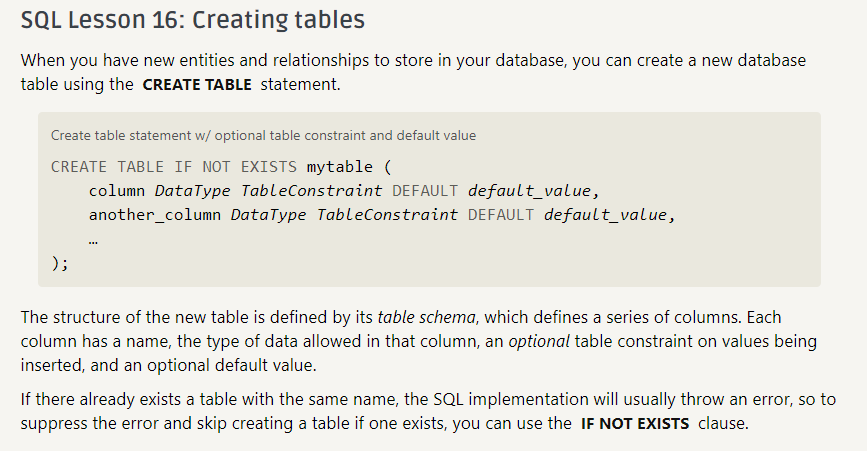 SQL Lesson 16: Creating tables
When you have new entities and relationships to store in your database, you can create a new database
table using the CREATE TABLE statement.
Create table statement w/ optional table constraint and default value
CREATE TABLE IF NOT EXISTS mytable (
    column DataType TableConstraint DEFAULT default_value,
    another_column DataType TableConstraint DEFAULT default_value,
    …
);
The structure of the new table is defined by its table schema, which defines a series of columns. Each
column has a name, the type of data allowed in that column, an optional table constraint on values being
inserted, and an optional default value.
If there already exists a table with the same name, the SQL implementation will usually throw an error, so to
suppress the error and skip creating a table if one exists, you can use the IF NOT EXISTS clause.